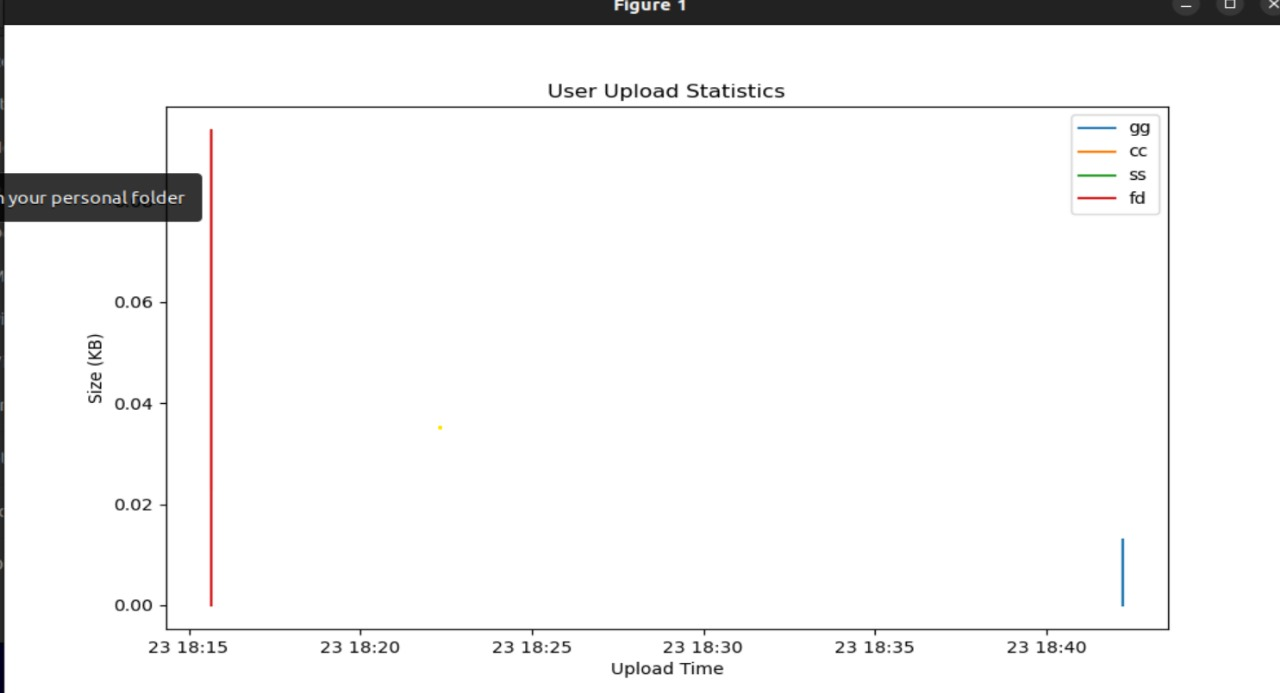 Figure 1
User Upload Statistics
gg
cc
ss
fd
your personal folder
0.06
0.04
0.02
0.00
Size (KB)
23 18:15 23 18:20 23 18:25 23 18:30 23 18:35 23 18:40
Upload Time